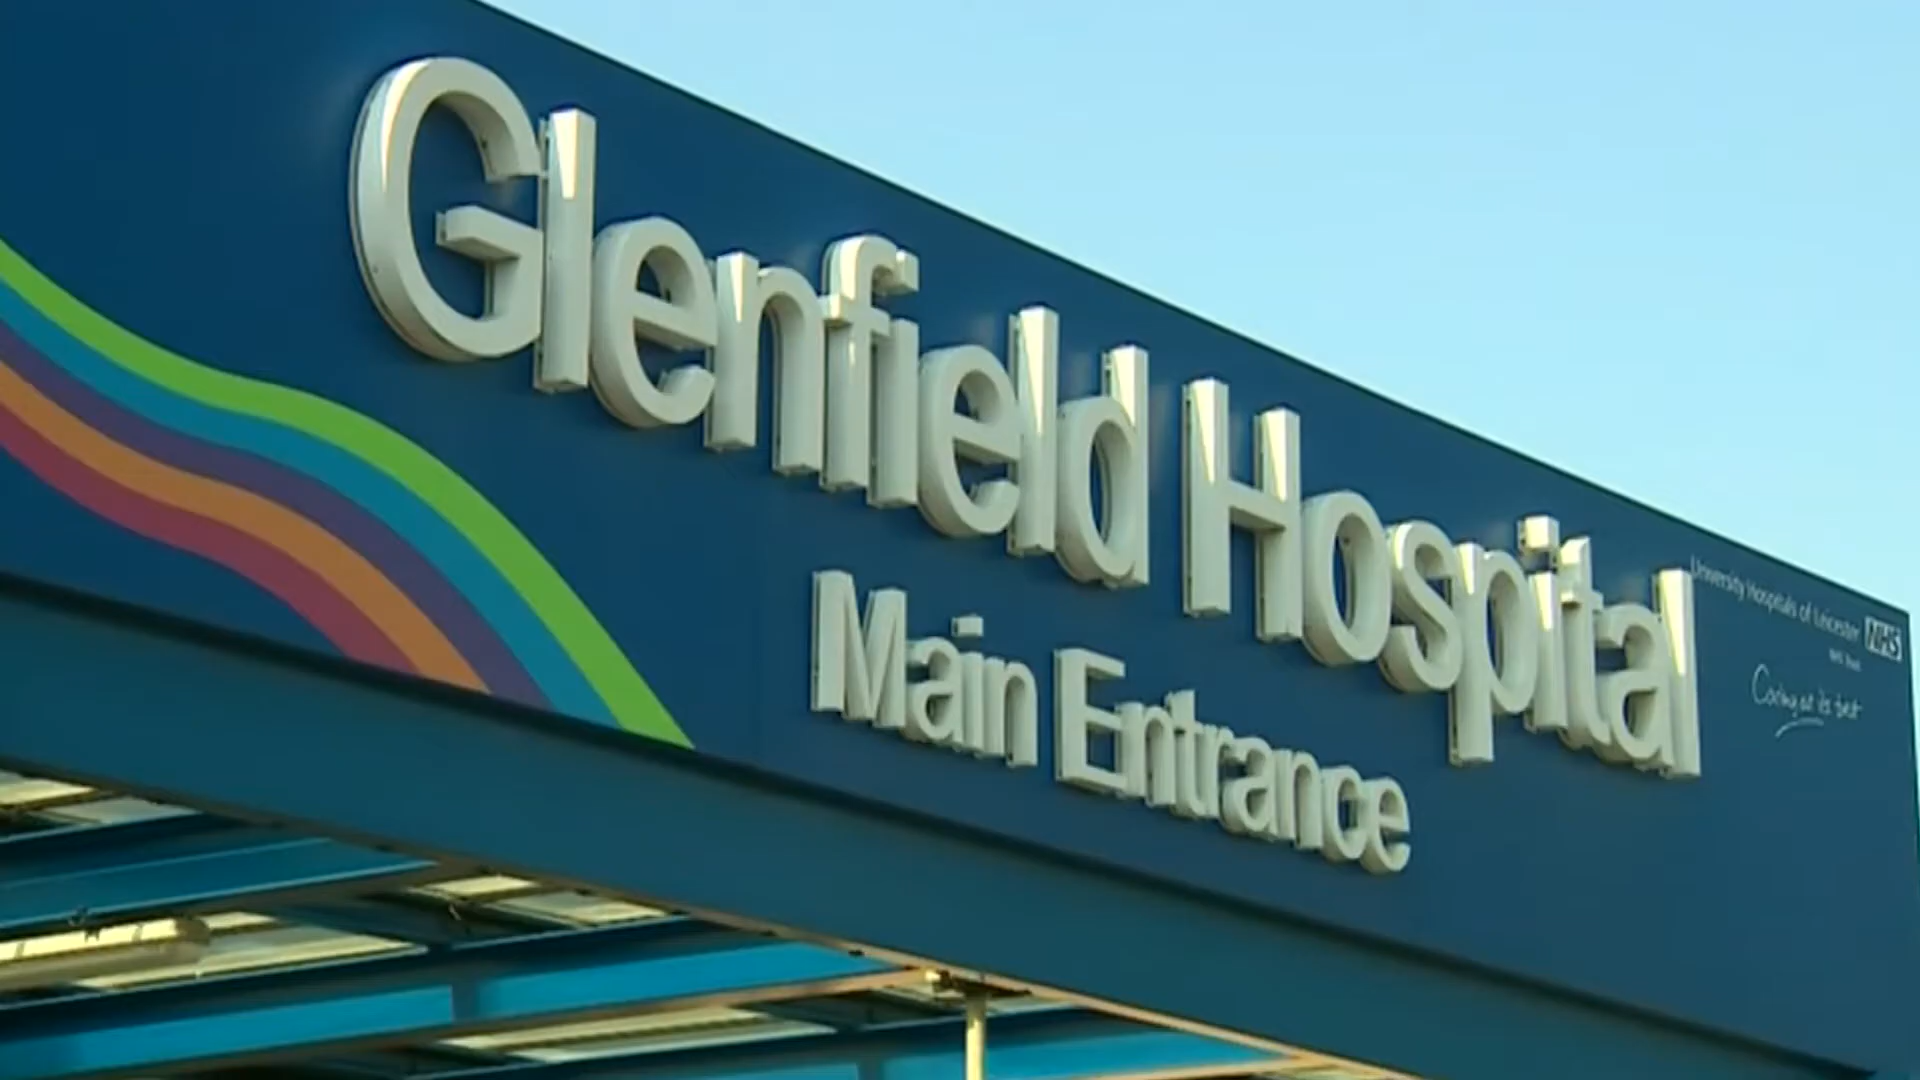 Glenfield Hospital
Main Entrance
University Hospitals of Leicester NHS
NHS Trust
Caring at its best